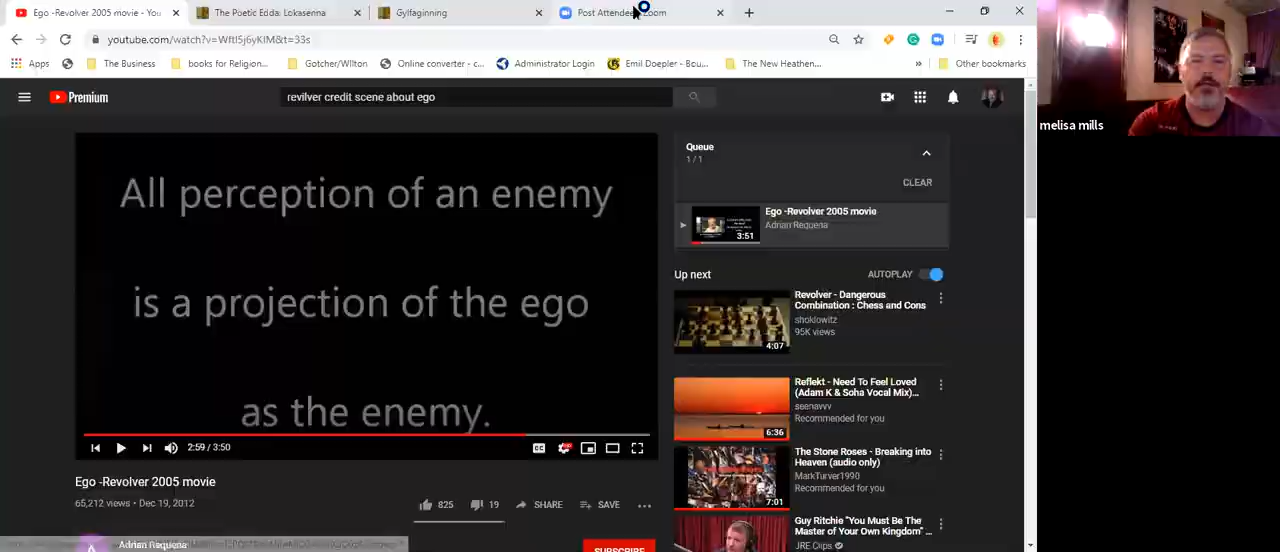 Ego -Revolver 2005 movie - You
The Poetic Edda: Lokasenna
Gylfaginning
Post Attendee Zoom
youtube.com/watch?v=WftI5j6yKIM&t=33s
Apps
The Business
books for Religion...
Gotcher/Wilton
Online converter - c...
Administrator Login
Emil Doepler - Bou...
The New Heathen...
»
Other bookmarks
Premium
revilver credit scene about ego
melisa mills
All perception of an enemy
is a projection of the ego
as the enemy.
2:59 / 3:50
Queue
1 / 1
CLEAR
Ego -Revolver 2005 movie
Adrian Requena
3:51
Up next
AUTOPLAY
Revolver - Dangerous
Combination : Chess and Cons
shoklowitz
95K views
4:07
Reflekt - Need To Feel Loved
(Adam K & Soha Vocal Mix)...
seenavvv
Recommended for you
6:36
The Stone Roses - Breaking into
Heaven (audio only)
MarkTurver1990
Recommended for you
7:01
Guy Ritchie "You Must Be The
Master of Your Own Kingdom" ...
JRE Clips
Ego -Revolver 2005 movie
65,212 views • Dec 19, 2012
825
19
SHARE
SAVE
Adrian Requena
SUBSCRIBE